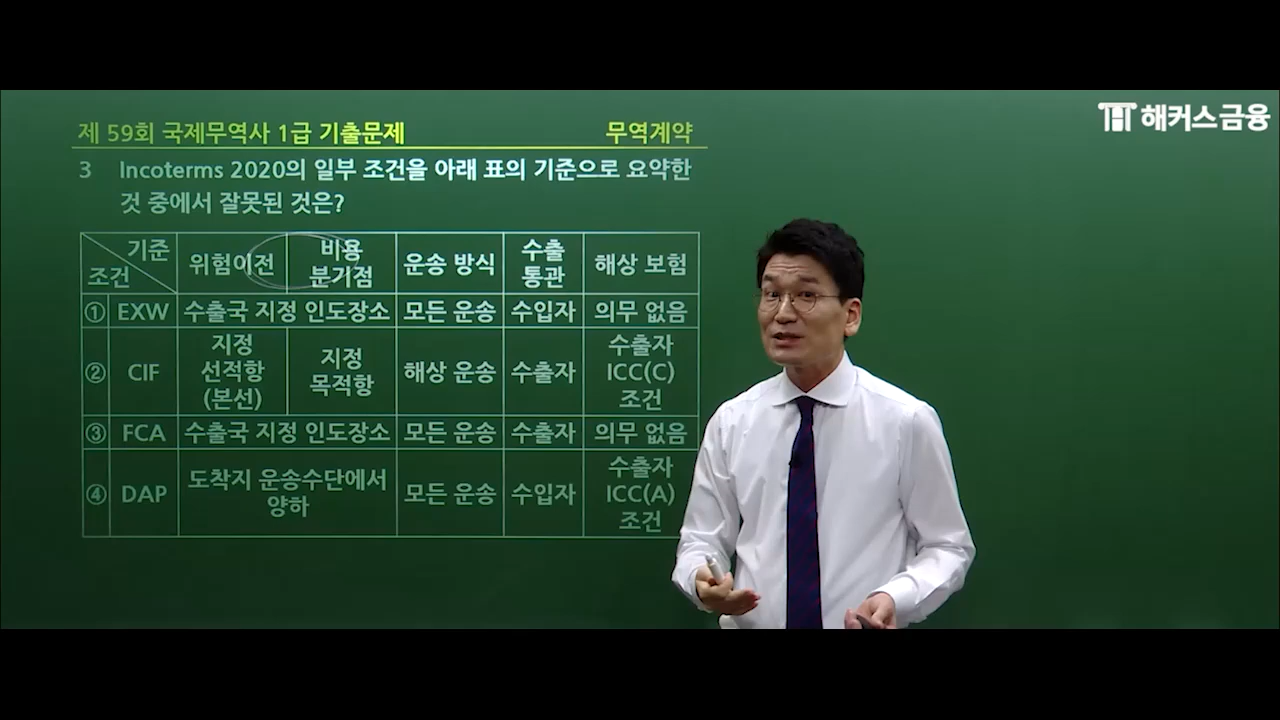 해커스금융
제 59회 국제무역사 1급 기출문제 무역계약
3 Incoterms 2020의 일부 조건을 아래 표의 기준으로 요약한
것 중에서 잘못된 것은?
기준
조건
위험이전
비용
분기점
운송 방식
수출
통관
해상 보험
① EXW 수출국 지정 인도장소 모든 운송 수입자 의무 없음
② CIF
지정
선적항
(본선)
지정
목적항
해상 운송
수출자
수출자
ICC(C)
조건
③ FCA 수출국 지정 인도장소 모든 운송 수출자 의무 없음
④ DAP
도착지 운송수단에서
양하
모든 운송
수입자
수출자
ICC(A)
조건